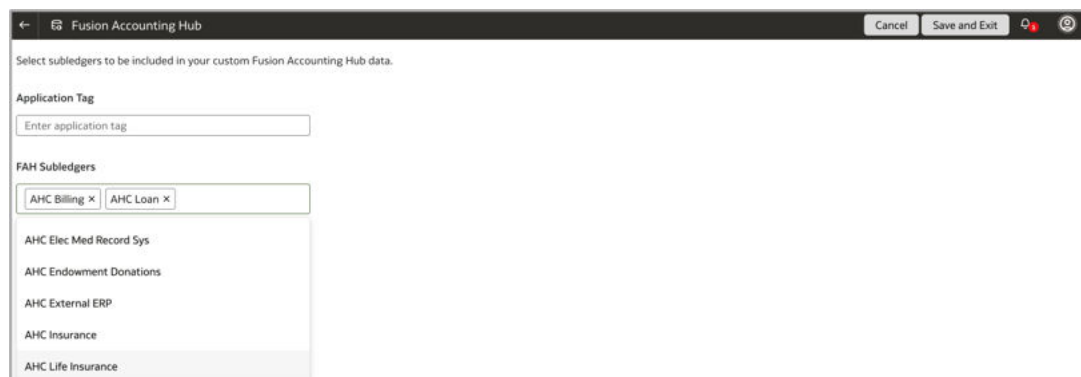 ← Fusion Accounting Hub Cancel Save and Exit
Select subledgers to be included in your custom Fusion Accounting Hub data.
Application Tag
Enter application tag
FAH Subledgers
AHC Billing × AHC Loan ×
AHC Elec Med Record Sys
AHC Endowment Donations
AHC External ERP
AHC Insurance
AHC Life Insurance